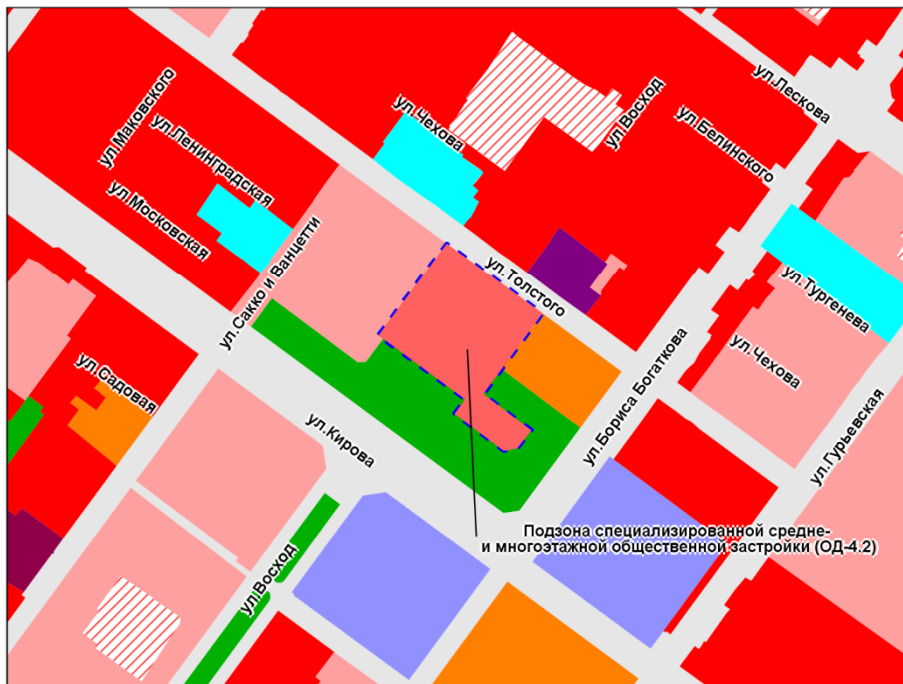 ул.Лескова
ул.Маковского
ул.Ленинградская
ул.Чехова
ул.Восход
ул.Белинского
ул.Московская
ул.Сакко и Ванцетти
ул.Толстого
ул.Тургенева
ул.Чехова
ул.Садовая
ул.Бориса Богаткова
ул.Гурьевская
ул.Кирова
Подзона специализированной средне-
и многоэтажной общественной застройки (ОД-4.2)
ул.Восход